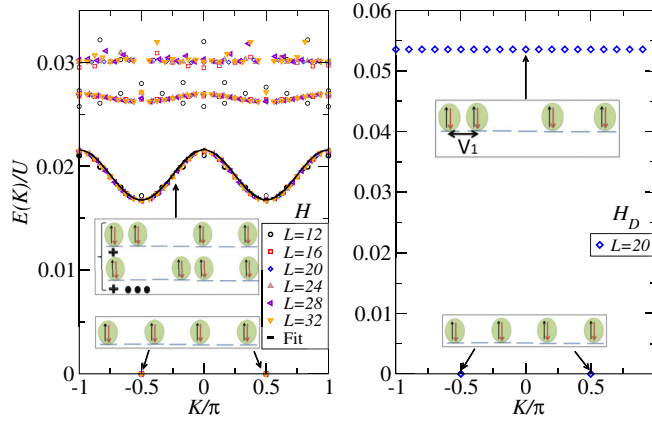 0.03
0.02
0.01
0
E(K)/U
-1
-0.5
0
0.5
1
K/π
H
L=12
L=16
L=20
L=24
L=28
L=32
Fit
+
+ •••
0.06
0.05
0.04
0.03
0.02
0.01
0
-1
-0.5
0
0.5
1
K/π
V1
H_D
L=20